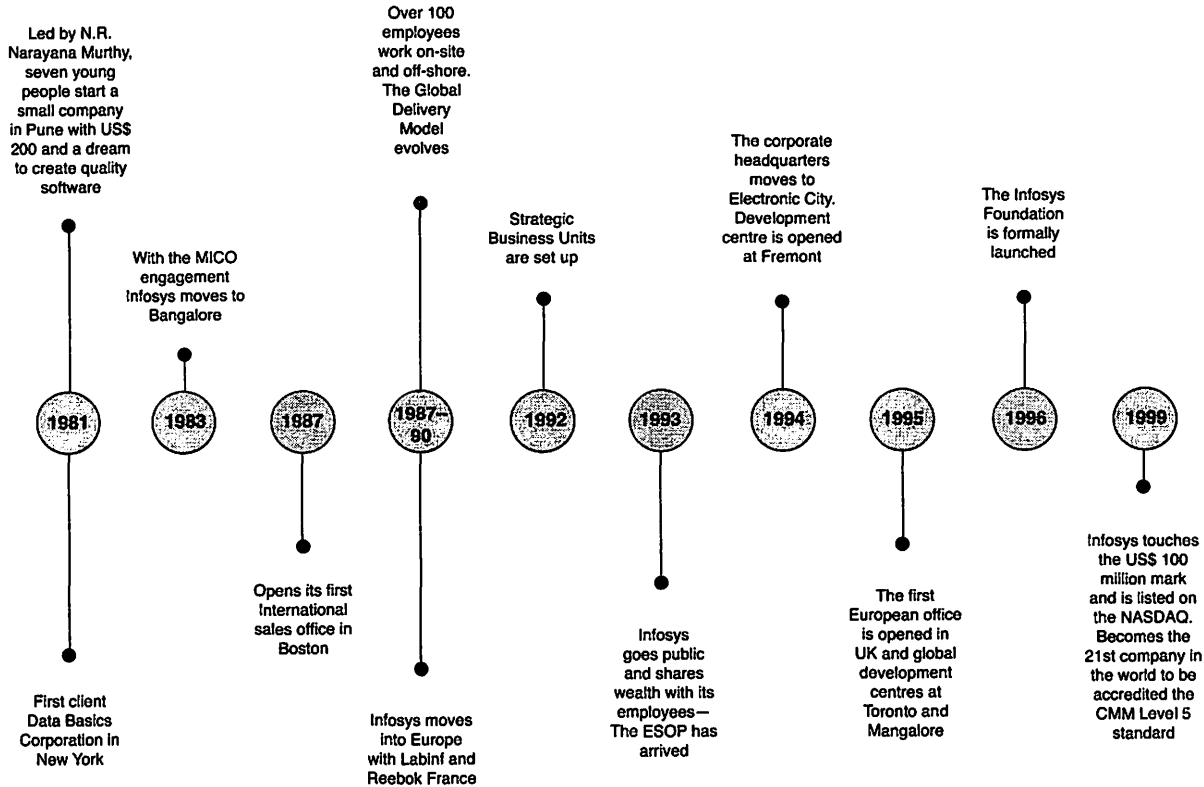 Led by N.R.
Narayana Murthy,
seven young
people start a
small company
in Pune with US$
200 and a dream
to create quality
software
Over 100
employees
work on-site
and off-shore.
The Global
Delivery
Model
evolves
With the MICO
engagement
Infosys moves to
Bangalore
Strategic
Business Units
are set up
The corporate
headquarters
moves to
Electronic City.
Development
centre is opened
at Fremont
The Infosys
Foundation
is formally
launched
1981
1983
1987
1987–
90
1992
1993
1994
1995
1996
1999
First client
Data Basics
Corporation in
New York
Opens its first
International
sales office in
Boston
Infosys moves
into Europe
with Labinf and
Reebok France
Infosys
goes public
and shares
wealth with its
employees—
The ESOP has
arrived
The first
European office
is opened in
UK and global
development
centres at
Toronto and
Mangalore
Infosys touches
the US$ 100
million mark
and is listed on
the NASDAQ.
Becomes the
21st company in
the world to be
accredited the
CMM Level 5
standard